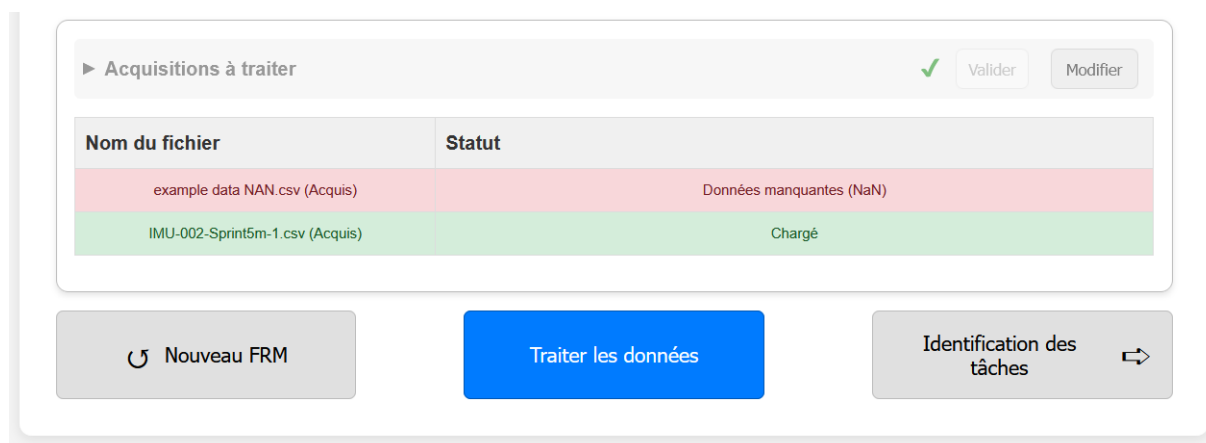 ► Acquisitions à traiter ✓ Valider Modifier
Nom du fichier Statut
example data NAN.csv (Acquis) Données manquantes (NaN)
IMU-002-Sprint5m-1.csv (Acquis) Chargé
↺ Nouveau FRM
Traiter les données
Identification des
tâches ⇨